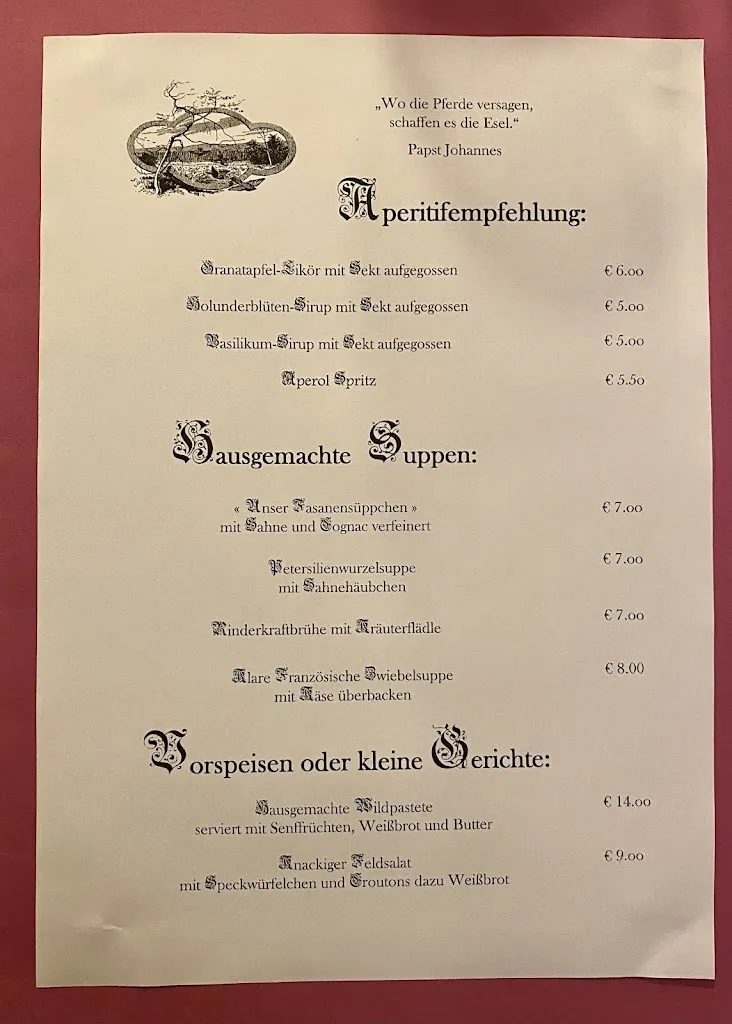 „Wo die Pferde versagen,
schaffen es die Esel.“
Papst Johannes
Aperitifempfehlung:
Granatapfel-Likör mit Sekt aufgegossen € 6.00
Holunderblüten-Sirup mit Sekt aufgegossen € 5.00
Basilikum-Sirup mit Sekt aufgegossen € 5.00
Aperol Spritz € 5.50
Hausgemachte Suppen:
« Unser Fasanensüppchen » € 7.00
mit Sahne und Cognac verfeinert
Petersilienwurzelsuppe € 7.00
mit Sahnehäubchen
Rinderkraftbrühe mit Kräuterflädle € 7.00
Klare Französische Zwiebelsuppe € 8.00
mit Käse überbacken
Vorspeisen oder kleine Gerichte:
Hausgemachte Wildpastete € 14.00
serviert mit Senffrüchten, Weißbrot und Butter
Knackiger Feldsalat € 9.00
mit Speckwürfelchen und Croutons dazu Weißbrot